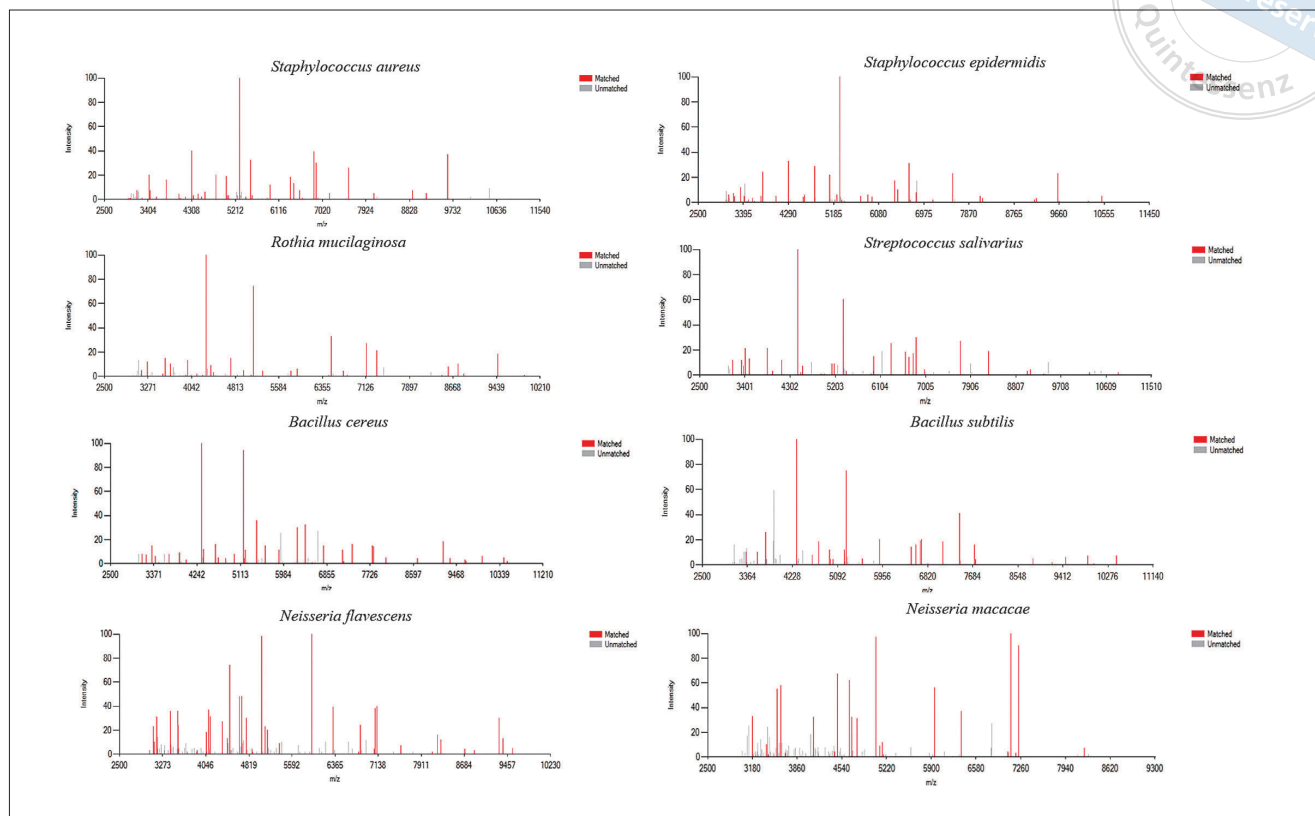 reser
Quintessenz
Staphylococcus aureus
Matched
Unmatched
Intensity
100
80
60
40
20
0
2500 3404 4308 5212 6116 7020 7924 8828 9732 10636 11540
m/z
Staphylococcus epidermidis
Matched
Unmatched
Intensity
100
80
60
40
20
0
2500 3395 4290 5185 6080 6975 7870 8765 9660 10555 11450
m/z
Rothia mucilaginosa
Matched
Unmatched
Intensity
100
80
60
40
20
0
2500 3271 4042 4813 5584 6355 7126 7897 8668 9439 10210
m/z
Streptococcus salivarius
Matched
Unmatched
Intensity
100
80
60
40
20
0
2500 3401 4302 5203 6104 7005 7906 8807 9708 10609 11510
m/z
Bacillus cereus
Matched
Unmatched
Intensity
100
80
60
40
20
0
2500 3371 4242 5113 5984 6855 7726 8597 9468 10339 11210
m/z
Bacillus subtilis
Matched
Unmatched
Intensity
100
80
60
40
20
0
2500 3364 4228 5092 5956 6820 7684 8548 9412 10276 11140
m/z
Neisseria flavescens
Matched
Unmatched
Intensity
100
80
60
40
20
0
2500 3273 4046 4819 5592 6365 7138 7911 8684 9457 10230
m/z
Neisseria macacae
Matched
Unmatched
Intensity
100
80
60
40
20
0
2500 3180 3860 4540 5220 5900 6580 7260 7940 8620 9300
m/z